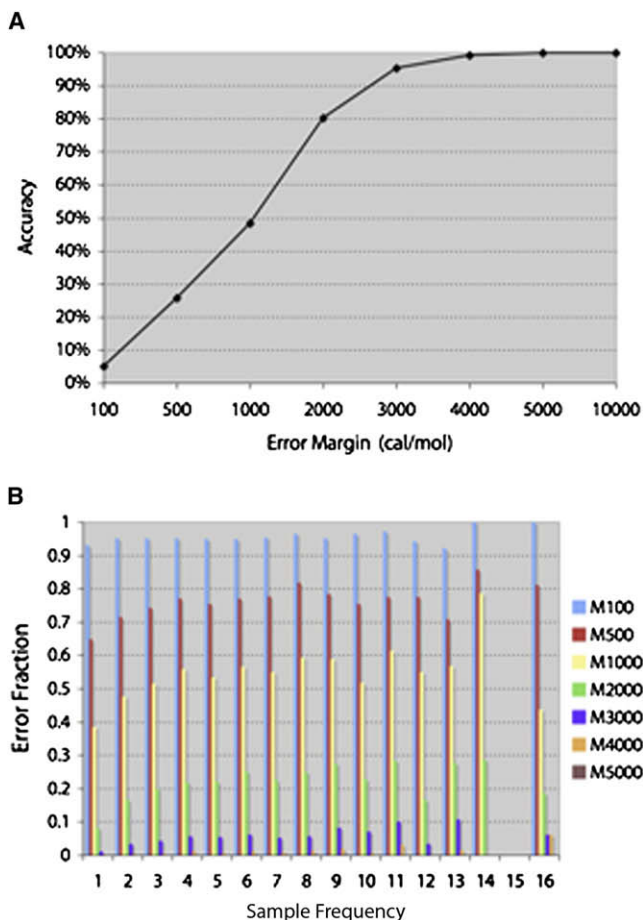 A
100%
90%
80%
70%
60%
50%
40%
30%
20%
10%
0%
Accuracy
100 500 1000 2000 3000 4000 5000 10000
Error Margin (cal/mol)
B
1
0.9
0.8
0.7
0.6
0.5
0.4
0.3
0.2
0.1
0
Error Fraction
1 2 3 4 5 6 7 8 9 10 11 12 13 14 15 16
Sample Frequency
M100
M500
M1000
M2000
M3000
M4000
M5000